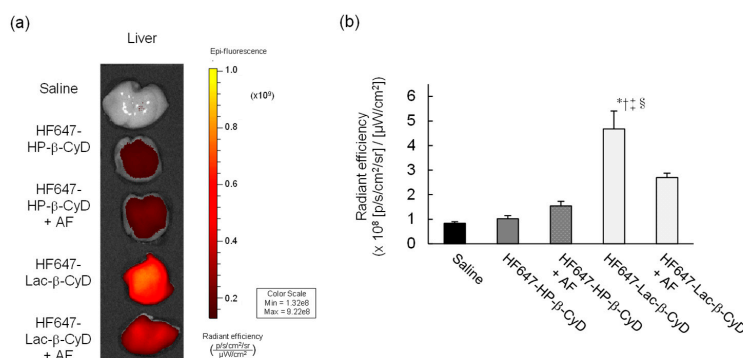 (a)
Liver
Saline
HF647-
HP-β-CyD
HF647-
HP-β-CyD
+ AF
HF647-
Lac-β-CyD
HF647-
Lac-β-CyD
+ AF
Epi-fluorescence
(x10⁹)
1.0
0.8
0.6
0.4
0.2
Color Scale
Min = 1.32e8
Max = 9.22e8
Radiant efficiency
(p/s/cm²/sr/µW/cm²)
(b)
Radiant efficiency
(x 10⁸ [p/s/cm²/sr] / [µW/cm²])
6
5
4
3
2
1
0
*†‡ §
Saline
HF647-HP-β-CyD
HF647-HP-β-CyD
+ AF
HF647-Lac-β-CyD
HF647-Lac-β-CyD
+ AF